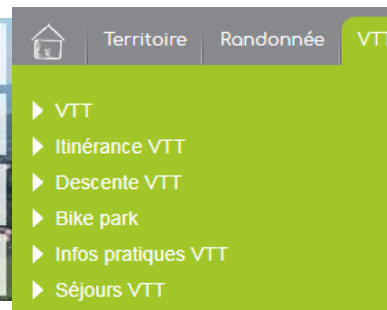 Territoire Randonnée VTT
VTT
Itinérance VTT
Descente VTT
Bike park
Infos pratiques VTT
Séjours VTT